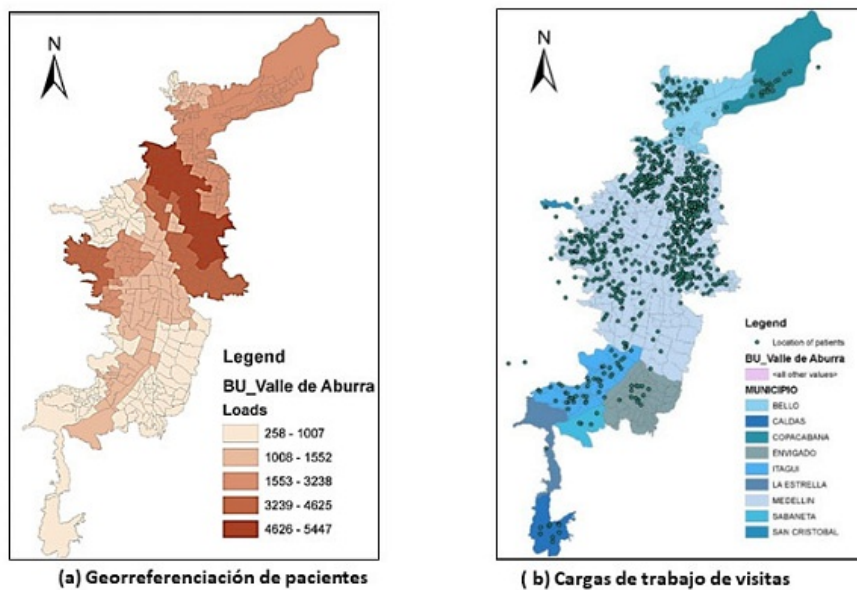 N
Legend
BU_Valle de Aburra
Loads
258 - 1007
1008 - 1552
1553 - 3238
3239 - 4625
4626 - 5447
(a) Georreferenciación de pacientes
N
Legend
Location of patients
BU_Valle de Aburra
<all other values>
MUNICIPIO
BELLO
CALDAS
COPACABANA
ENVIGADO
ITAGUI
LA ESTRELLA
MEDELLIN
SABANETA
SAN CRISTOBAL
( b) Cargas de trabajo de visitas